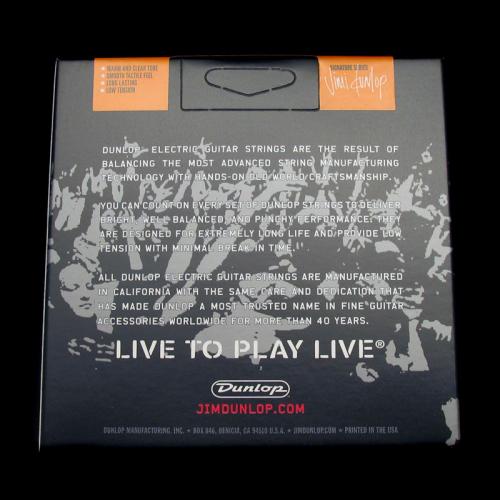 ★ WARM AND CLEAR TONE
★ SMOOTH TACTILE FEEL
★ LONG LASTING
★ LOW TENSION
SIGNATURE SERIES
Jim Dunlop
DUNLOP ELECTRIC GUITAR STRINGS ARE THE RESULT OF
BALANCING THE MOST ADVANCED STRING MANUFACTURING
TECHNOLOGY WITH HANDS-ON OLD WORLD CRAFTSMANSHIP.
YOU CAN COUNT ON EVERY SET OF DUNLOP STRINGS TO DELIVER
BRIGHT, WELL BALANCED, AND PUNCHY PERFORMANCE. THEY
ARE DESIGNED FOR EXTREMELY LONG LIFE AND PROVIDE LOW
TENSION WITH MINIMAL BREAK IN TIME.
ALL DUNLOP ELECTRIC GUITAR STRINGS ARE MANUFACTURED
IN CALIFORNIA WITH THE SAME CARE AND DEDICATION THAT
HAS MADE DUNLOP A MOST TRUSTED NAME IN FINE GUITAR
ACCESSORIES WORLDWIDE FOR MORE THAN 40 YEARS.
LIVE TO PLAY LIVE®
Dunlop
JIMDUNLOP.COM
DUNLOP MANUFACTURING, INC. • BOX 846, BENICIA, CA 94510 U.S.A. • JIMDUNLOP.COM • PRINTED IN THE USA